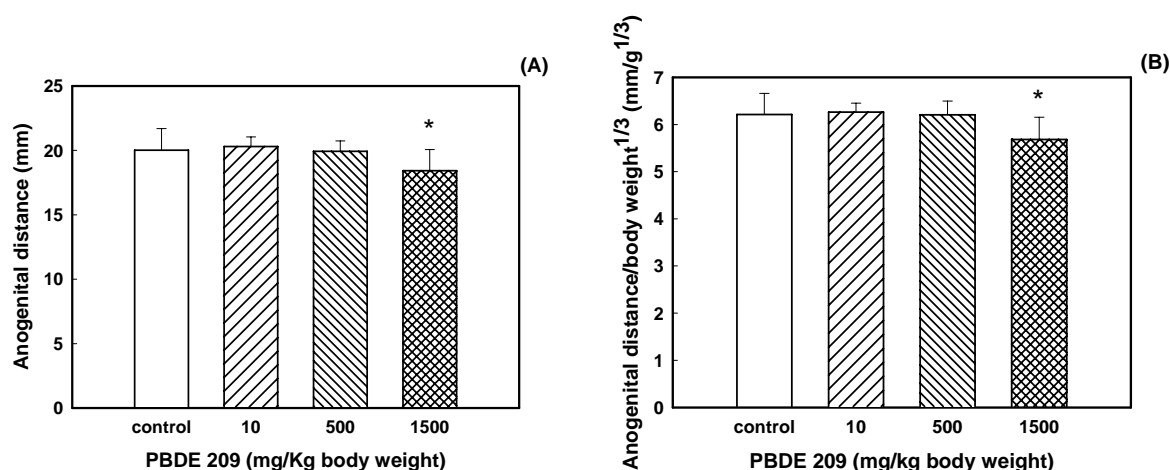 (A)
25
20
15
10
5
0
Anogenital distance (mm)
*
control 10 500 1500
PBDE 209 (mg/Kg body weight)
(B)
7
6
5
4
3
2
1
0
Anogenital distance/body weight1/3 (mm/g1/3)
*
control 10 500 1500
PBDE 209 (mg/kg body weight)